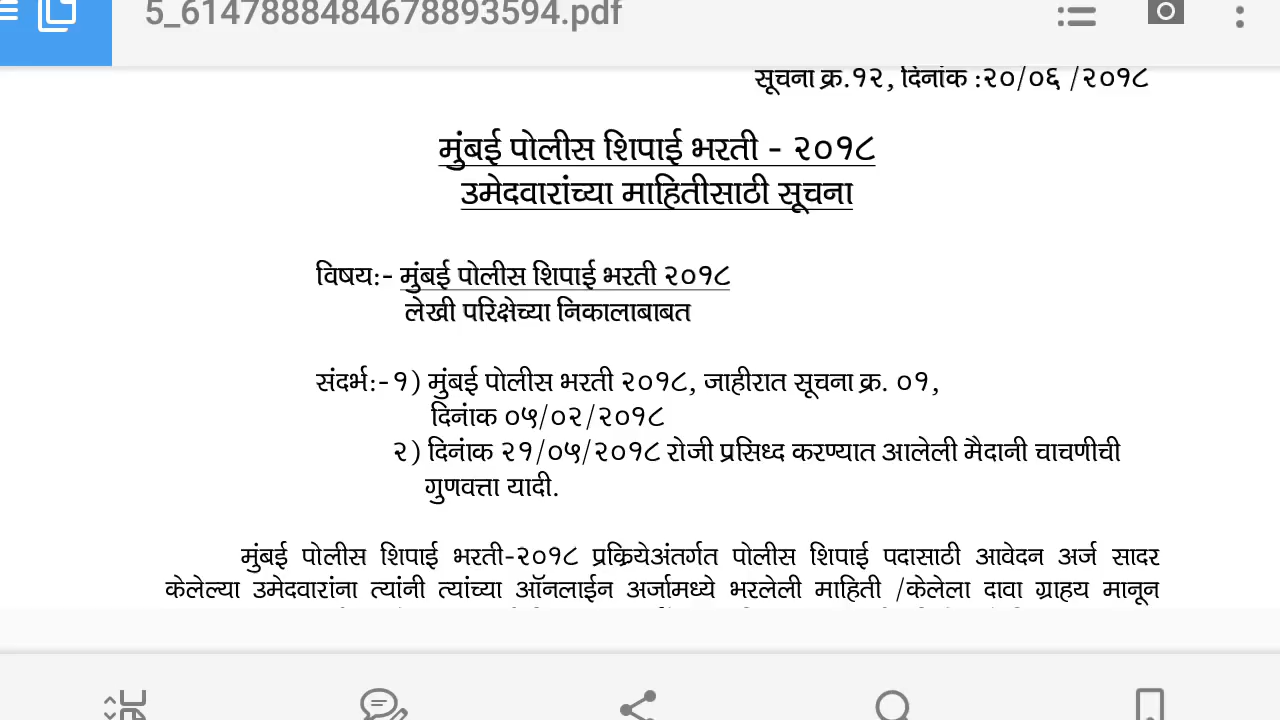 5_6147888484678893594.pdf
सूचना क्र.१२, दिनांक :२०/०६ /२०१८
मुंबई पोलीस शिपाई भरती - २०१८
उमेदवारांच्या माहितीसाठी सूचना
विषय:- मुंबई पोलीस शिपाई भरती २०१८
लेखी परिक्षेच्या निकालाबाबत
संदर्भ:-१) मुंबई पोलीस भरती २०१८, जाहीरात सूचना क्र. ०१,
दिनांक ०५/०२/२०१८
२) दिनांक २१/०५/२०१८ रोजी प्रसिध्द करण्यात आलेली मैदानी चाचणीची
गुणवत्ता यादी.
मुंबई पोलीस शिपाई भरती-२०१८ प्रक्रियेअंतर्गत पोलीस शिपाई पदासाठी आवेदन अर्ज सादर
केलेल्या उमेदवारांना त्यांनी त्यांच्या ऑनलाईन अर्जामध्ये भरलेली माहिती /केलेला दावा ग्राहय मानून